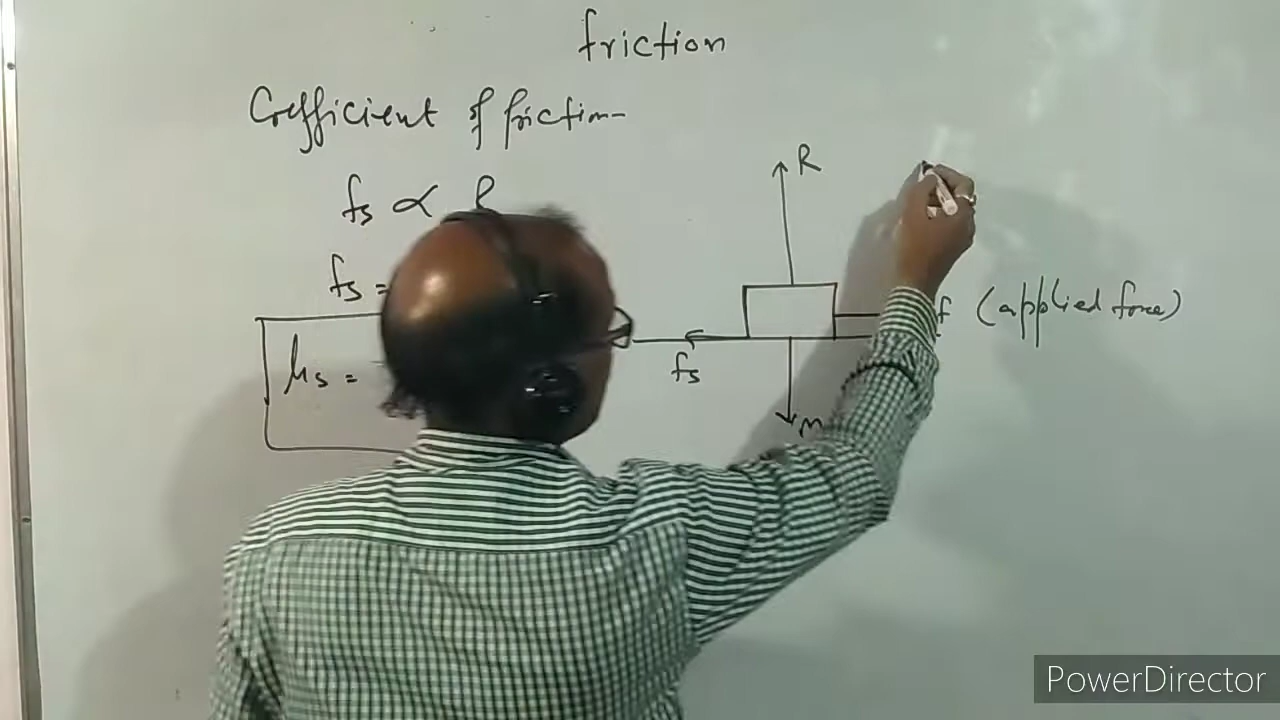 friction
Coefficient of friction-
fs ∝ R
R
fs =
f (applied force)
μs =
fs
m
PowerDirector